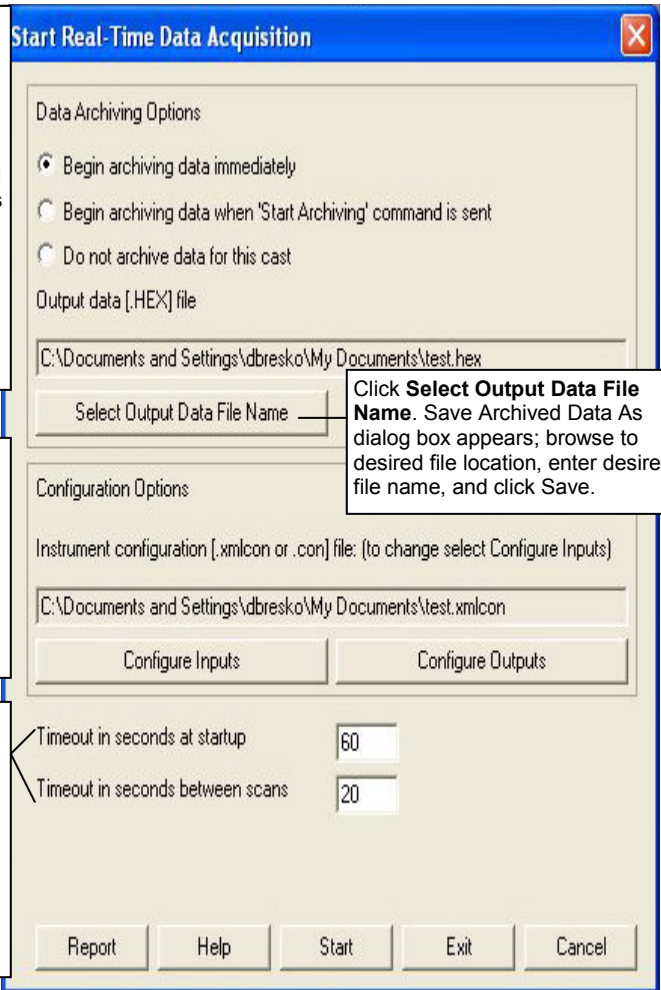 Start Real-Time Data Acquisition
Data Archiving Options
Begin archiving data immediately
Begin archiving data when 'Start Archiving' command is sent
Do not archive data for this cast
Output data [.HEX] file
C:\Documents and Settings\dbresko\My Documents\test.hex
Select Output Data File Name
Click Select Output Data File
Name. Save Archived Data As
dialog box appears; browse to
desired file location, enter desire
file name, and click Save.
Configuration Options
Instrument configuration [.xmlcon or .con] file: (to change select Configure Inputs)
C:\Documents and Settings\dbresko\My Documents\test.xmlcon
Configure Inputs
Configure Outputs
Timeout in seconds at startup
60
Timeout in seconds between scans
20
Report
Help
Start
Exit
Cancel